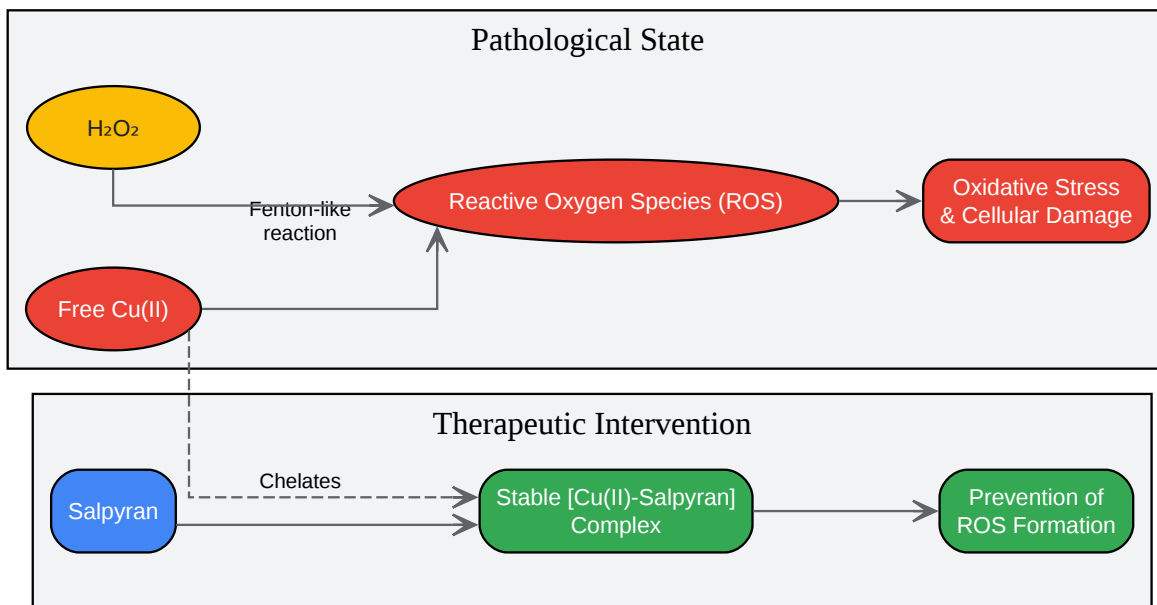 Pathological State
H₂O₂
Fenton-like
reaction
Reactive Oxygen Species (ROS)
Oxidative Stress
& Cellular Damage
Free Cu(II)
Therapeutic Intervention
Chelates
Salpyran
Stable [Cu(II)-Salpyran]
Complex
Prevention of
ROS Formation